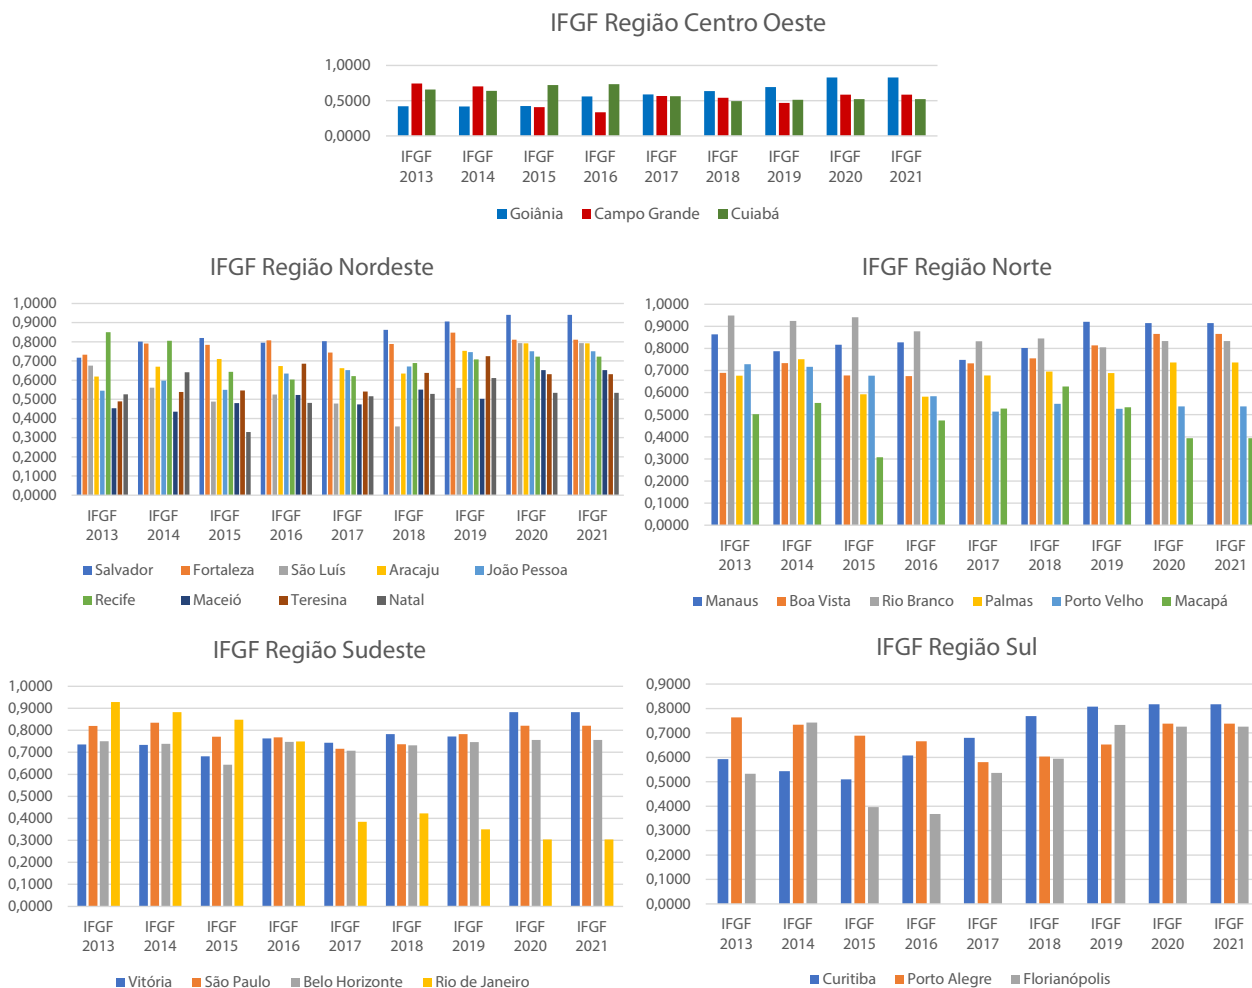 IFGF Região Centro Oeste
1,0000
0,5000
0,0000
IFGF IFGF IFGF IFGF IFGF IFGF IFGF IFGF IFGF
2013 2014 2015 2016 2017 2018 2019 2020 2021
Goiânia Campo Grande Cuiabá
IFGF Região Nordeste
1,0000
0,9000
0,8000
0,7000
0,6000
0,5000
0,4000
0,3000
0,2000
0,1000
0,0000
IFGF IFGF IFGF IFGF IFGF IFGF IFGF IFGF IFGF
2013 2014 2015 2016 2017 2018 2019 2020 2021
Salvador Fortaleza São Luís Aracaju João Pessoa
Recife Maceió Teresina Natal
IFGF Região Norte
1,0000
0,9000
0,8000
0,7000
0,6000
0,5000
0,4000
0,3000
0,2000
0,1000
0,0000
IFGF IFGF IFGF IFGF IFGF IFGF IFGF IFGF IFGF
2013 2014 2015 2016 2017 2018 2019 2020 2021
Manaus Boa Vista Rio Branco Palmas Porto Velho Macapá
IFGF Região Sudeste
1,0000
0,9000
0,8000
0,7000
0,6000
0,5000
0,4000
0,3000
0,2000
0,1000
0,0000
IFGF IFGF IFGF IFGF IFGF IFGF IFGF IFGF IFGF
2013 2014 2015 2016 2017 2018 2019 2020 2021
Vitória São Paulo Belo Horizonte Rio de Janeiro
IFGF Região Sul
0,9000
0,8000
0,7000
0,6000
0,5000
0,4000
0,3000
0,2000
0,1000
0,0000
IFGF IFGF IFGF IFGF IFGF IFGF IFGF IFGF IFGF
2013 2014 2015 2016 2017 2018 2019 2020 2021
Curitiba Porto Alegre Florianópolis